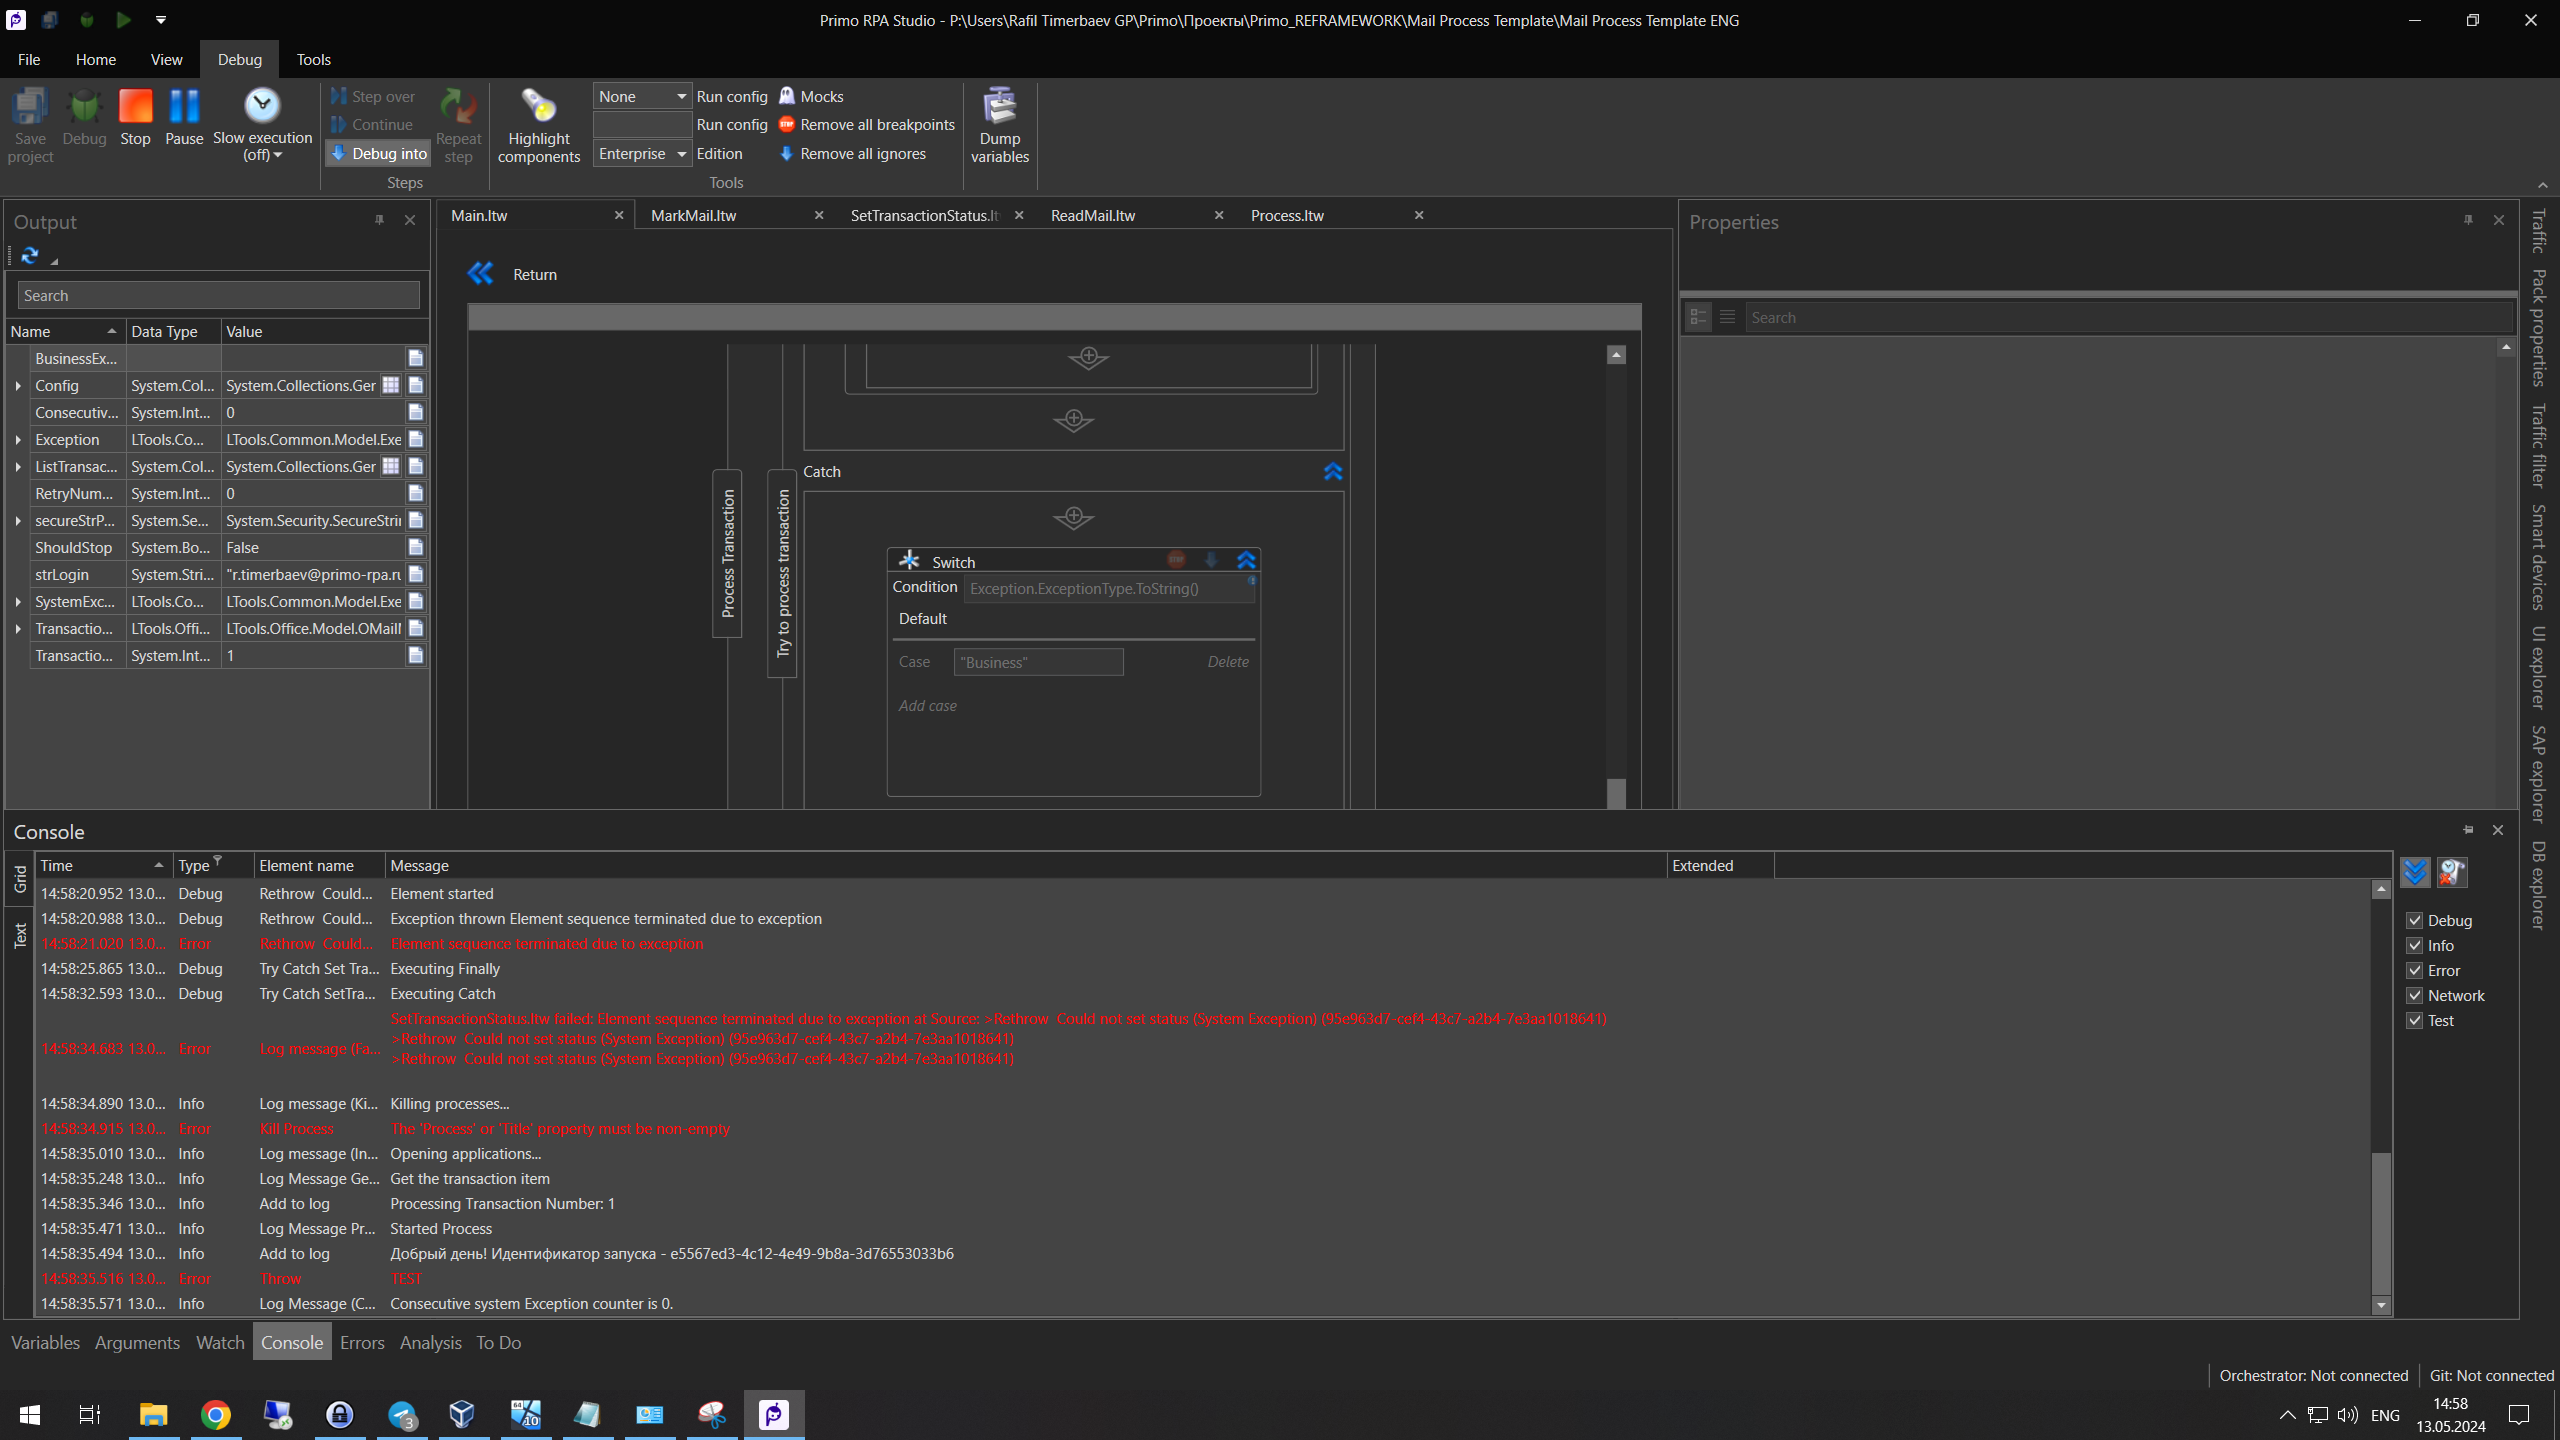 Primo RPA Studio - P:\Users\Rafil Timerbaev GP\Primo\Проекты\Primo_REFRAMEWORK\Mail Process Template\Mail Process Template ENG
File
Home
View
Debug
Tools
Save project
Debug
Stop
Pause
Slow execution (off)
Step over
Continue
Debug into
Repeat step
Steps
Highlight components
None
Run config
Run config
Enterprise
Edition
Mocks
Remove all breakpoints
Remove all ignores
Tools
Dump variables
Output
Search
Name Data Type Value
BusinessEx...
Config System.Col... System.Collections.Ger
Consecutiv... System.Int... 0
Exception LTools.Co... LTools.Common.Model.Exe
ListTransac... System.Col... System.Collections.Ger
RetryNum... System.Int... 0
secureStrP... System.Se... System.Security.SecureStrin
ShouldStop System.Bo... False
strLogin System.Stri... "r.timerbaev@primo-rpa.ru
SystemExc... LTools.Co... LTools.Common.Model.Exe
Transactio... LTools.Offi... LTools.Office.Model.OMailM
Transactio... System.Int... 1
Main.ltw
MarkMail.ltw
SetTransactionStatus.lt
ReadMail.ltw
Process.ltw
Return
Process Transaction
Try to process transaction
Catch
Switch
Condition Exception.ExceptionType.ToString()
Default
Case "Business" Delete
Add case
Properties
Search
Traffic
Pack properties
Traffic filter
Smart devices
UI explorer
SAP explorer
DB explorer
Console
Grid
Text
Time Type Element name Message Extended
14:58:20.952 13.0... Debug Rethrow Could... Element started
14:58:20.988 13.0... Debug Rethrow Could... Exception thrown Element sequence terminated due to exception
14:58:21.020 13.0... Error Rethrow Could... Element sequence terminated due to exception
14:58:25.865 13.0... Debug Try Catch Set Tra... Executing Finally
14:58:32.593 13.0... Debug Try Catch SetTra... Executing Catch
14:58:34.683 13.0... Error Log message (Fa... SetTransactionStatus.ltw failed: Element sequence terminated due to exception at Source: >Rethrow Could not set status (System Exception) (95e963d7-cef4-43c7-a2b4-7e3aa1018641)
>Rethrow Could not set status (System Exception) (95e963d7-cef4-43c7-a2b4-7e3aa1018641)
>Rethrow Could not set status (System Exception) (95e963d7-cef4-43c7-a2b4-7e3aa1018641)
14:58:34.890 13.0... Info Log message (Ki... Killing processes...
14:58:34.915 13.0... Error Kill Process The 'Process' or 'Title' property must be non-empty
14:58:35.010 13.0... Info Log message (In... Opening applications...
14:58:35.248 13.0... Info Log Message Ge... Get the transaction item
14:58:35.346 13.0... Info Add to log Processing Transaction Number: 1
14:58:35.471 13.0... Info Log Message Pr... Started Process
14:58:35.494 13.0... Info Add to log Добрый день! Идентификатор запуска - e5567ed3-4c12-4e49-9b8a-3d76553033b6
14:58:35.516 13.0... Error Throw TEST
14:58:35.571 13.0... Info Log Message (C... Consecutive system Exception counter is 0.
Debug
Info
Error
Network
Test
Variables Arguments Watch Console Errors Analysis To Do
Orchestrator: Not connected
Git: Not connected
3
64
10
ENG
14:58
13.05.2024